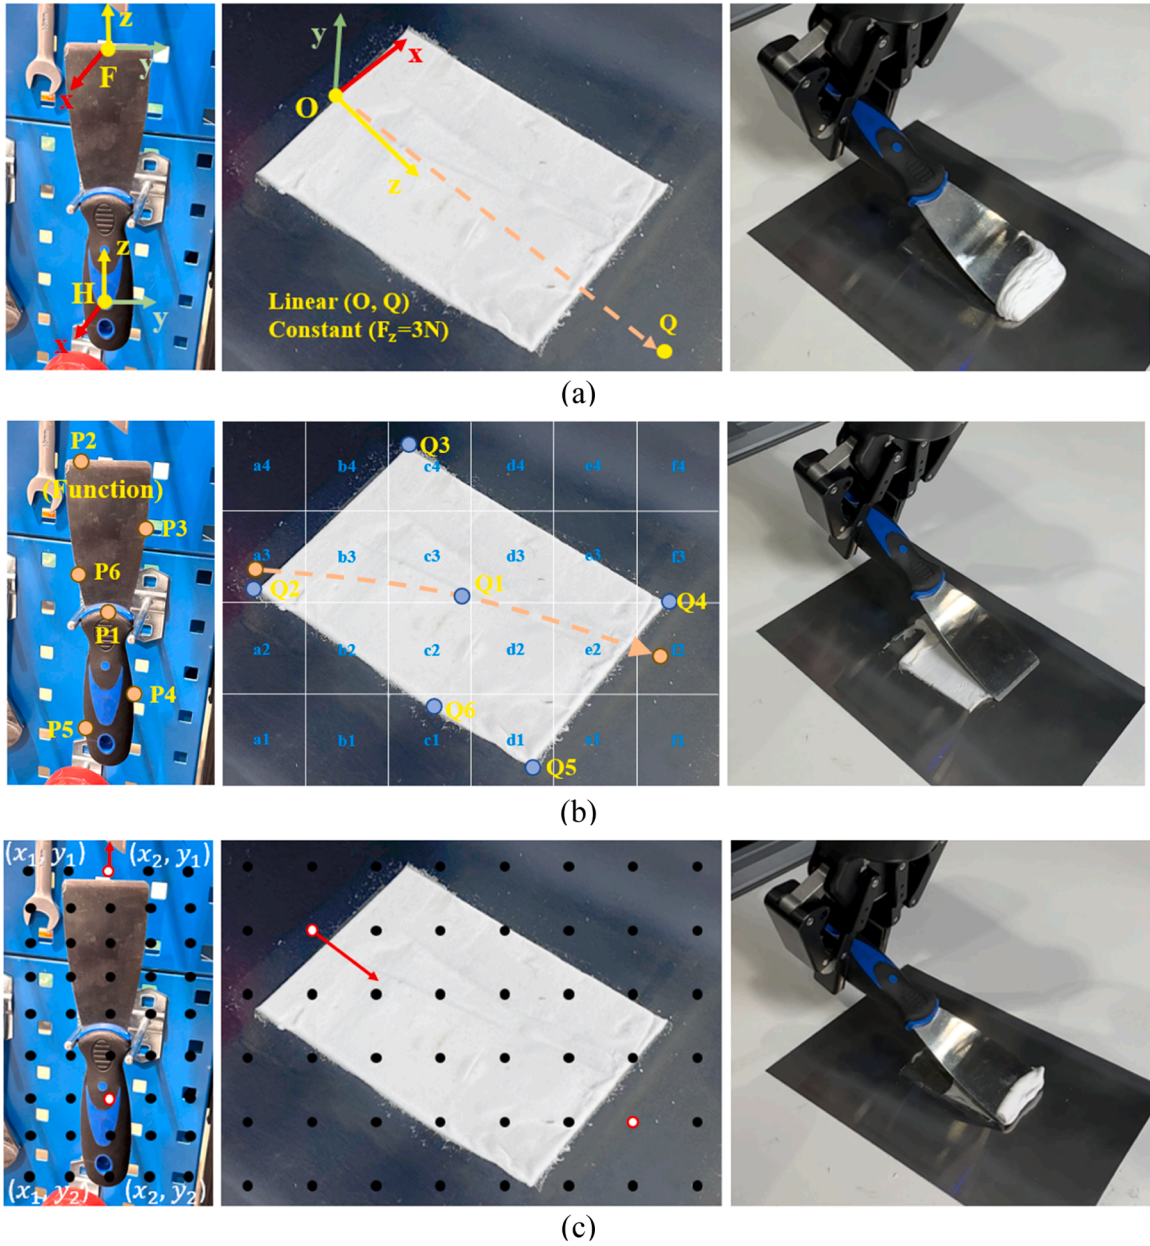 z
F
y
x
z
H
y
x
y
x
O
z
Linear (O, Q)
Constant (F_z=3N)
Q
(a)
P2
(Function)
P3
P6
P1
P4
P5
a4 b4 c4 d4 e4 f4
Q3
a3 b3 c3 d3 e3 f3
Q2 Q1 Q4
a2 b2 c2 d2 e2 f2
Q6
a1 b1 c1 d1 e1 f1
Q5
(b)
(x₁, y₁) (x₂, y₁)
(x₁, y₂) (x₂, y₂)
(c)